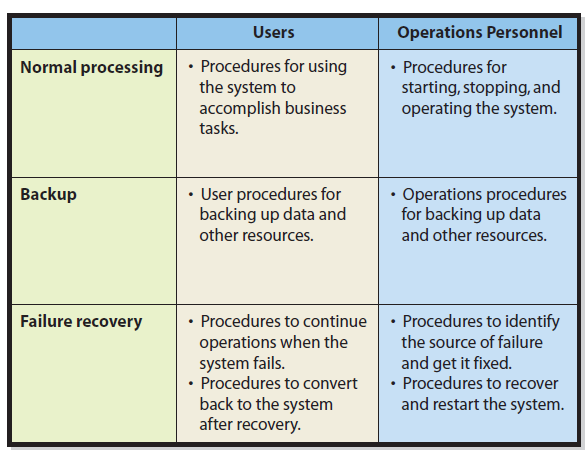 Users
Operations Personnel
Normal processing
• Procedures for using
the system to
accomplish business
tasks.
• Procedures for
starting, stopping, and
operating the system.
Backup
• User procedures for
backing up data and
other resources.
• Operations procedures
for backing up data
and other resources.
Failure recovery
• Procedures to continue
operations when the
system fails.
• Procedures to convert
back to the system
after recovery.
• Procedures to identify
the source of failure
and get it fixed.
• Procedures to recover
and restart the system.